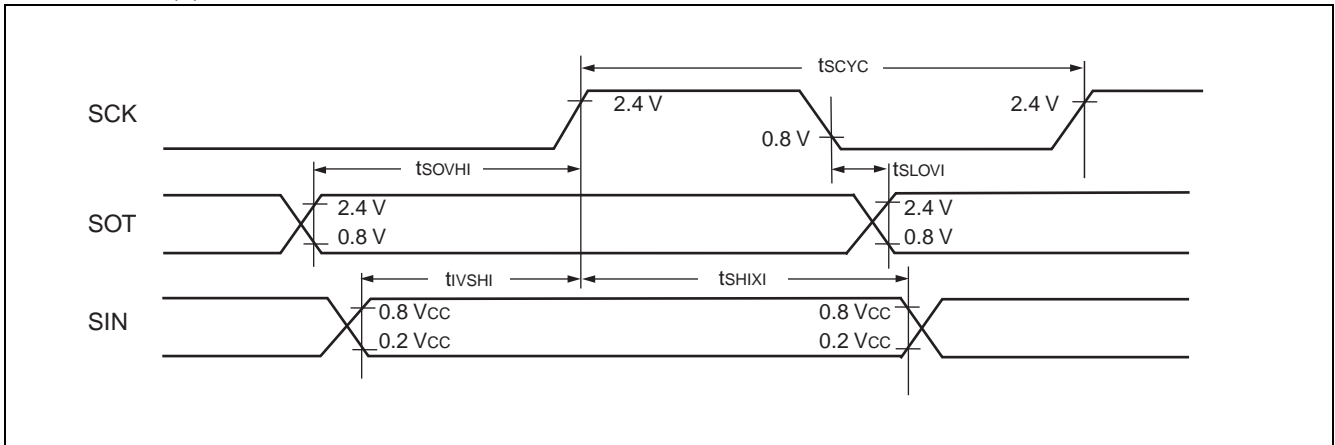 tSCYC
SCK
2.4 V
2.4 V
0.8 V
tSOVHI
tSLOVI
SOT
2.4 V
2.4 V
0.8 V
0.8 V
tIVSHI
tSHIXI
SIN
0.8 VCC
0.8 VCC
0.2 VCC
0.2 VCC